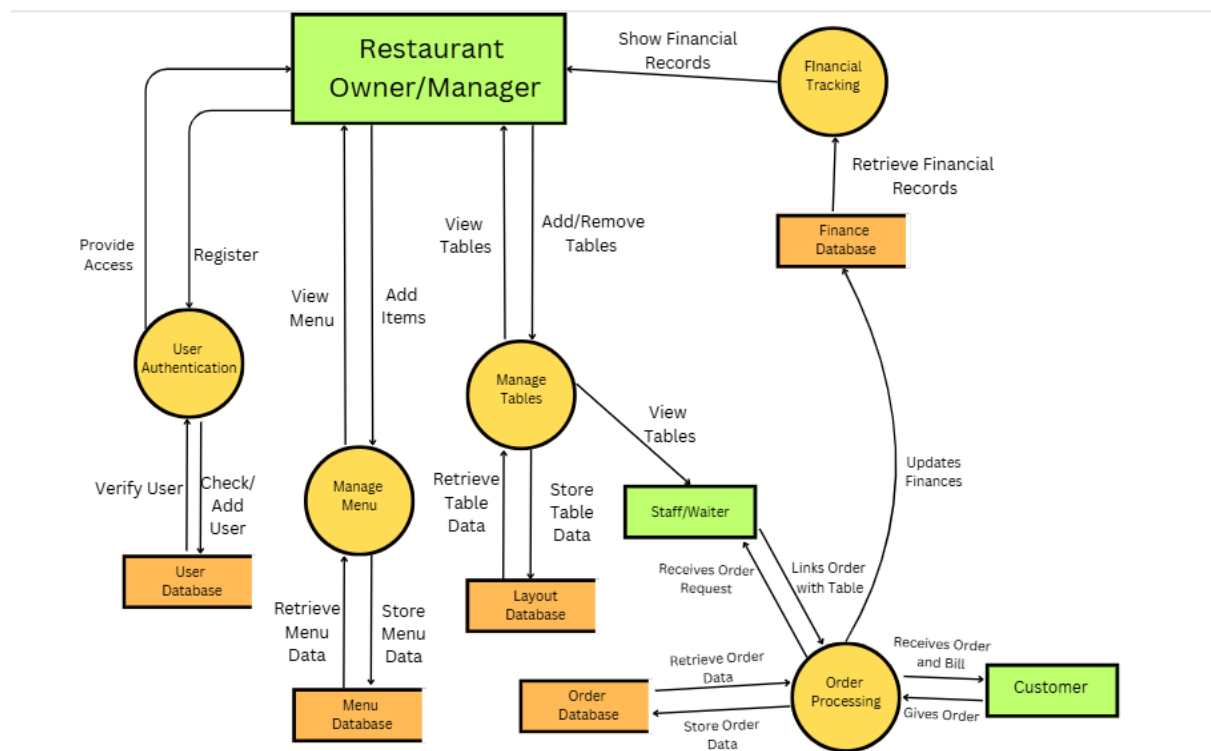 Restaurant
Owner/Manager
Show Financial
Records
FInancial
Tracking
Retrieve Financial
Records
Finance
Database
Provide
Access
Register
View
Menu
Add
Items
View
Tables
Add/Remove
Tables
User
Authentication
Manage
Tables
View
Tables
Verify User
Check/
Add
User
Manage
Menu
Retrieve
Table
Data
Store
Table
Data
Staff/Waiter
Updates
Finances
User
Database
Layout
Database
Receives Order
Request
Links Order
with Table
Retrieve
Menu
Data
Store
Menu
Data
Menu
Database
Retrieve Order
Data
Order
Database
Store Order
Data
Order
Processing
Receives Order
and Bill
Customer
Gives Order